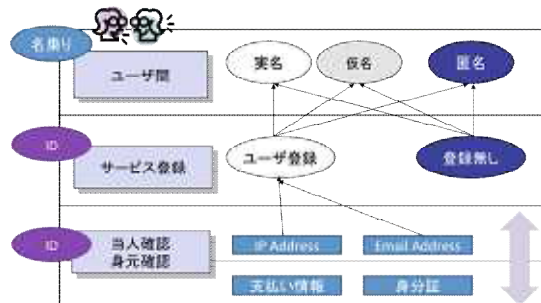 名乗り
ユーザ間
実名
仮名
匿名
ID
サービス登録
ユーザ登録
登録無し
ID
当人確認
身元確認
IP Address
Email Address
支払い情報
身分証